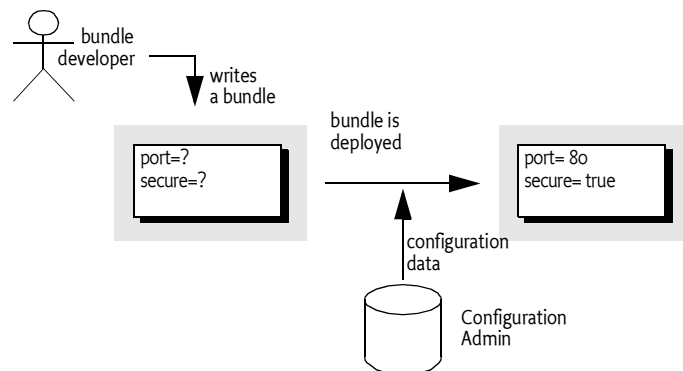 bundle
developer
writes
a bundle
bundle is
deployed
port=?
secure=?
port= 80
secure= true
configuration
data
Configuration
Admin